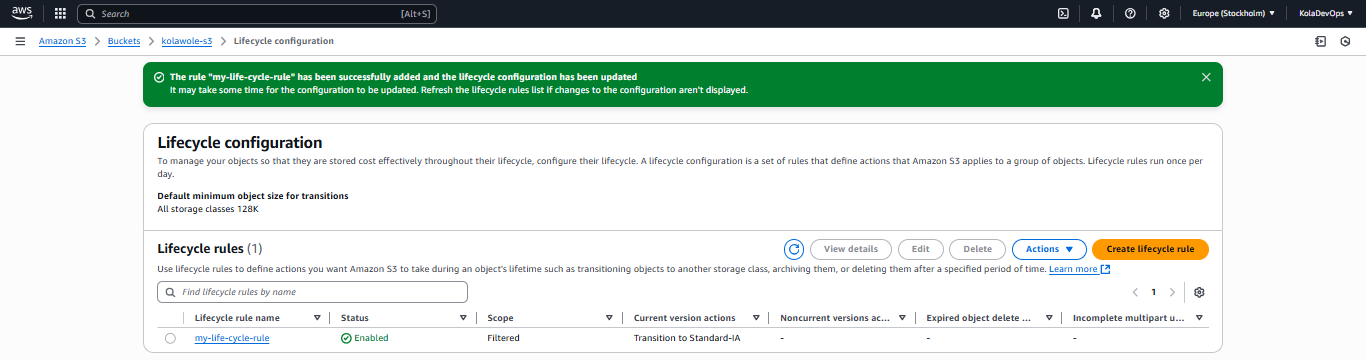 aws Search [Alt+S] Europe (Stockholm) KolaDevOps
Amazon S3 > Buckets > kolawole-s3 > Lifecycle configuration
The rule "my-life-cycle-rule" has been successfully added and the lifecycle configuration has been updated
It may take some time for the configuration to be updated. Refresh the lifecycle rules list if changes to the configuration aren't displayed.
Lifecycle configuration
To manage your objects so that they are stored cost effectively throughout their lifecycle, configure their lifecycle. A lifecycle configuration is a set of rules that define actions that Amazon S3 applies to a group of objects. Lifecycle rules run once per
day.
Default minimum object size for transitions
All storage classes 128K
Lifecycle rules (1) View details Edit Delete Actions Create lifecycle rule
Use lifecycle rules to define actions you want Amazon S3 to take during an object's lifetime such as transitioning objects to another storage class, archiving them, or deleting them after a specified period of time. Learn more
Find lifecycle rules by name 1
Lifecycle rule name Status Scope Current version actions Noncurrent versions ac... Expired object delete ... Incomplete multipart u...
my-life-cycle-rule Enabled Filtered Transition to Standard-IA - - -